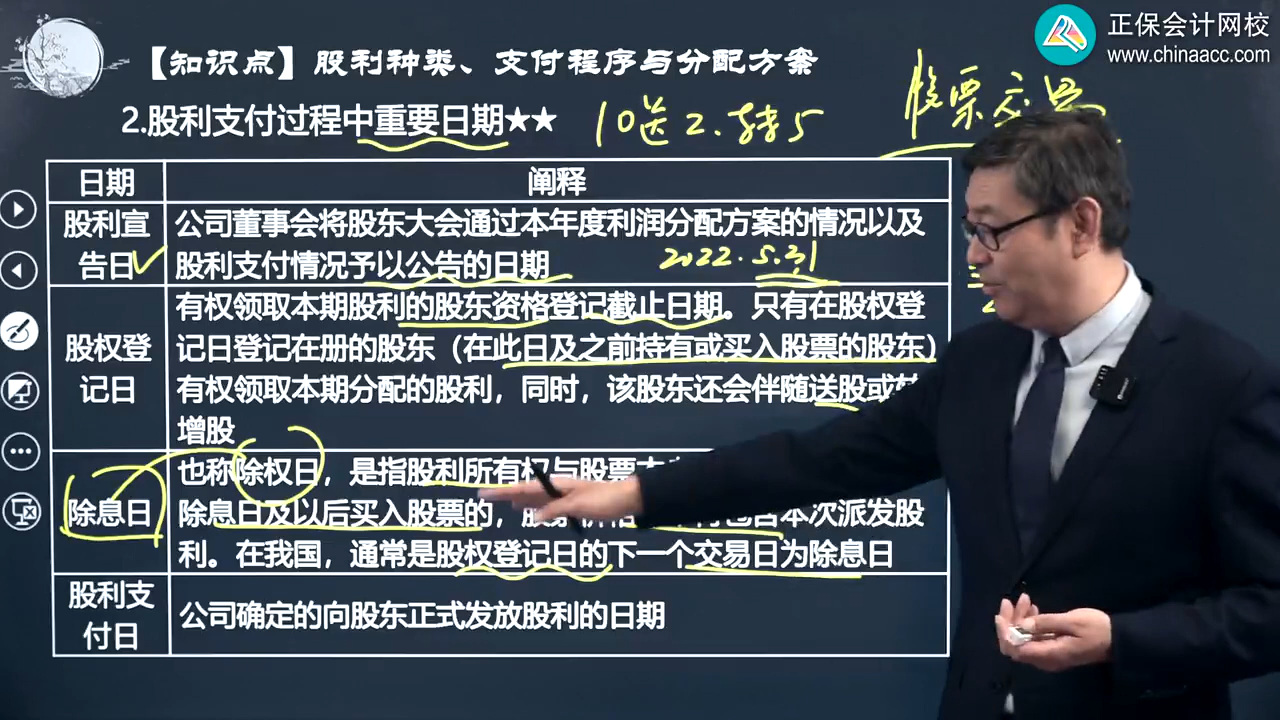 正保会计网校
www.chinaacc.com
【知识点】股利种类、支付程序与分配方案
股票交易
2.股利支付过程中重要日期★★
10送2.转5
日期
阐释
股利宣
告日
公司董事会将股东大会通过本年度利润分配方案的情况以及
股利支付情况予以公告的日期
2022.5.31
股权登
记日
有权领取本期股利的股东资格登记截止日期。只有在股权登
记日登记在册的股东（在此日及之前持有或买入股票的股东）
有权领取本期分配的股利，同时，该股东还会伴随送股或转
增股
除息日
也称除权日，是指股利所有权与股票
除息日及以后买入股票的，
包含本次派发股
利。在我国，通常是股权登记日的下一个交易日为除息日
股利支
付日
公司确定的向股东正式发放股利的日期